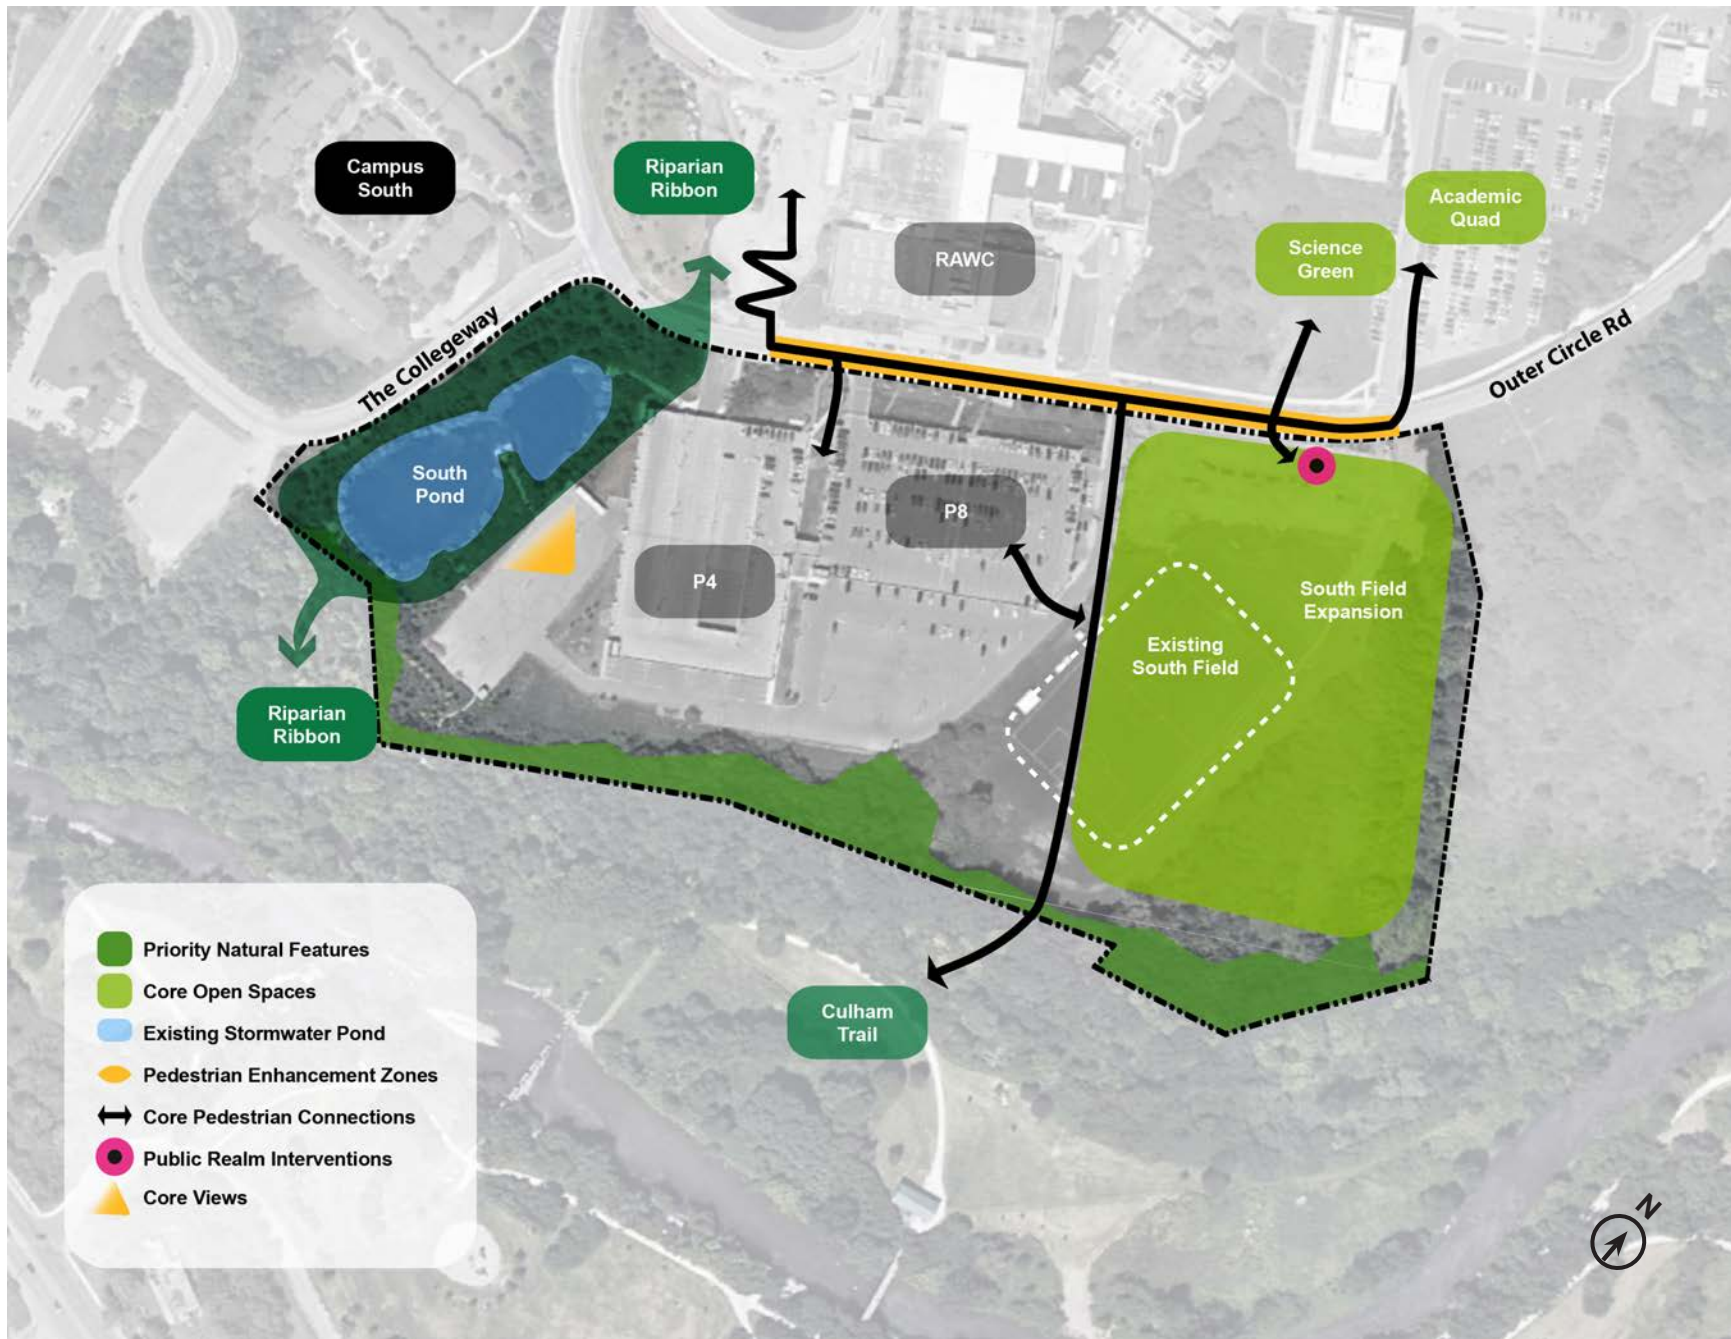 Campus
South
Riparian
Ribbon
RAWC
Science
Green
Academic
Quad
The Collegeway
Outer Circle Rd
South
Pond
P8
P4
South Field
Expansion
Existing
South Field
Riparian
Ribbon
Culham
Trail
Priority Natural Features
Core Open Spaces
Existing Stormwater Pond
Pedestrian Enhancement Zones
Core Pedestrian Connections
Public Realm Interventions
Core Views
N